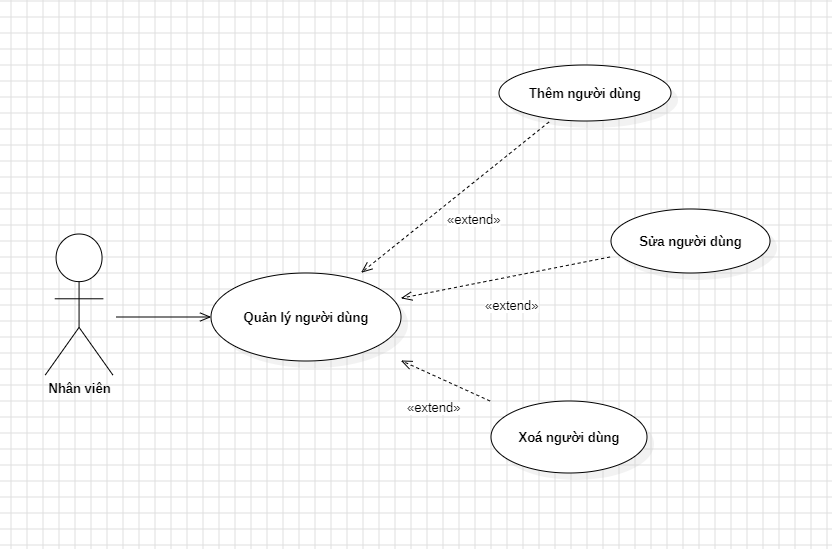 Thêm người dùng
«extend»
Sửa người dùng
«extend»
Quản lý người dùng
Nhân viên
«extend»
Xoá người dùng